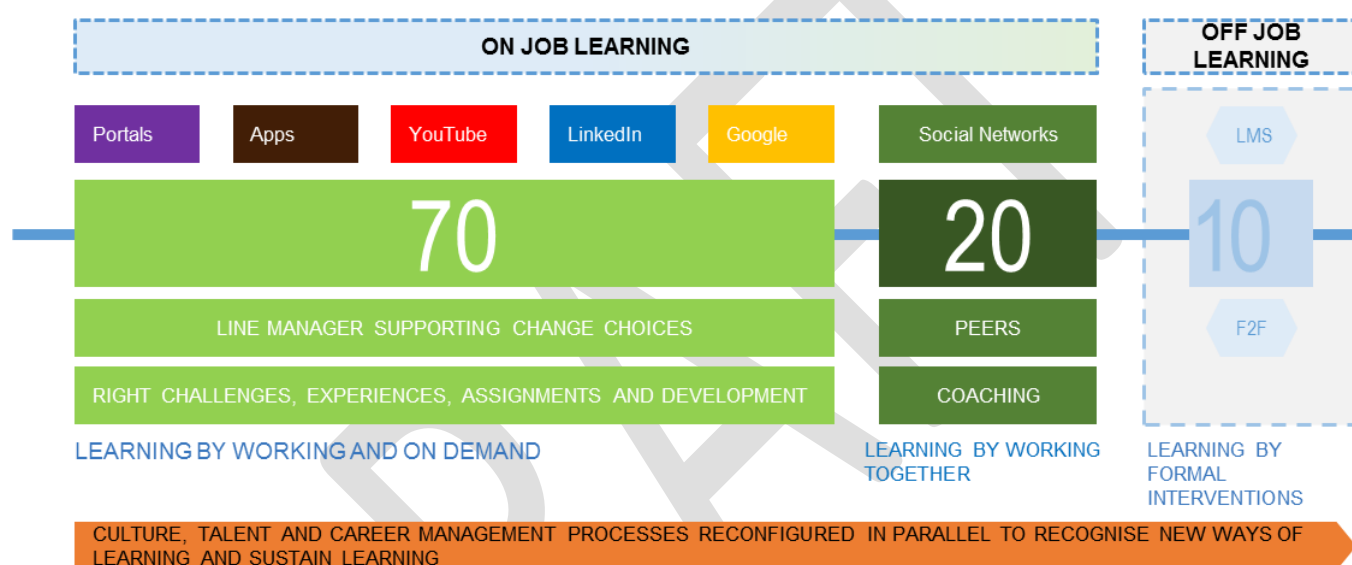 ON JOB LEARNING
OFF JOB
LEARNING
Portals
Apps
YouTube
LinkedIn
Google
Social Networks
LMS
70
20
10
LINE MANAGER SUPPORTING CHANGE CHOICES
PEERS
F2F
RIGHT CHALLENGES, EXPERIENCES, ASSIGNMENTS AND DEVELOPMENT
COACHING
LEARNING BY WORKING AND ON DEMAND
LEARNING BY WORKING
TOGETHER
LEARNING BY
FORMAL
INTERVENTIONS
CULTURE, TALENT AND CAREER MANAGEMENT PROCESSES RECONFIGURED IN PARALLEL TO RECOGNISE NEW WAYS OF
LEARNING AND SUSTAIN LEARNING